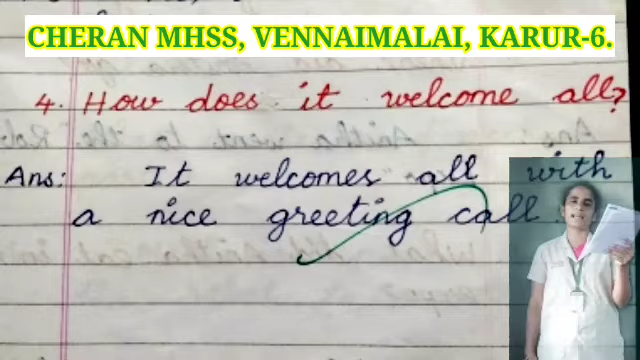 CHERAN MHSS, VENNAIMALAI, KARUR-6.
4. How does it welcome all?
Ans: It welcomes all with
a nice greeting call.